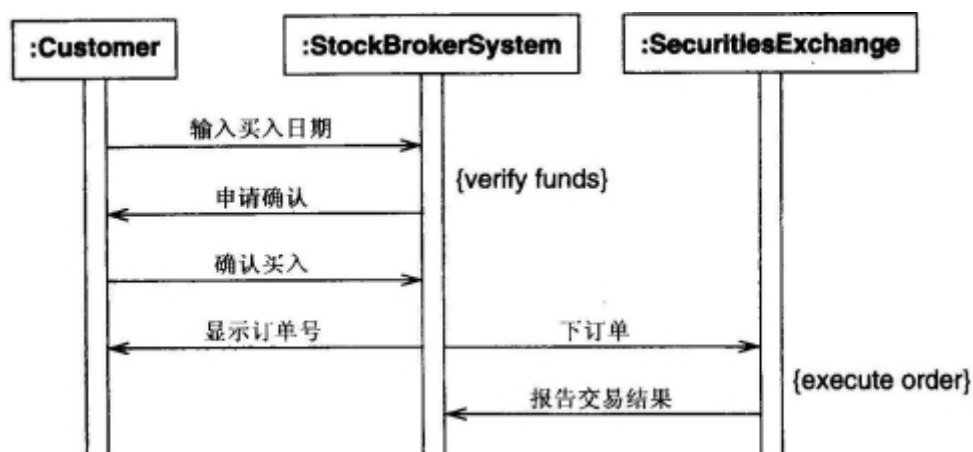 :Customer
:StockBrokerSystem
:SecuritiesExchange
输入买入日期
{verify funds}
申请确认
确认买入
显示订单号
下订单
{execute order}
报告交易结果